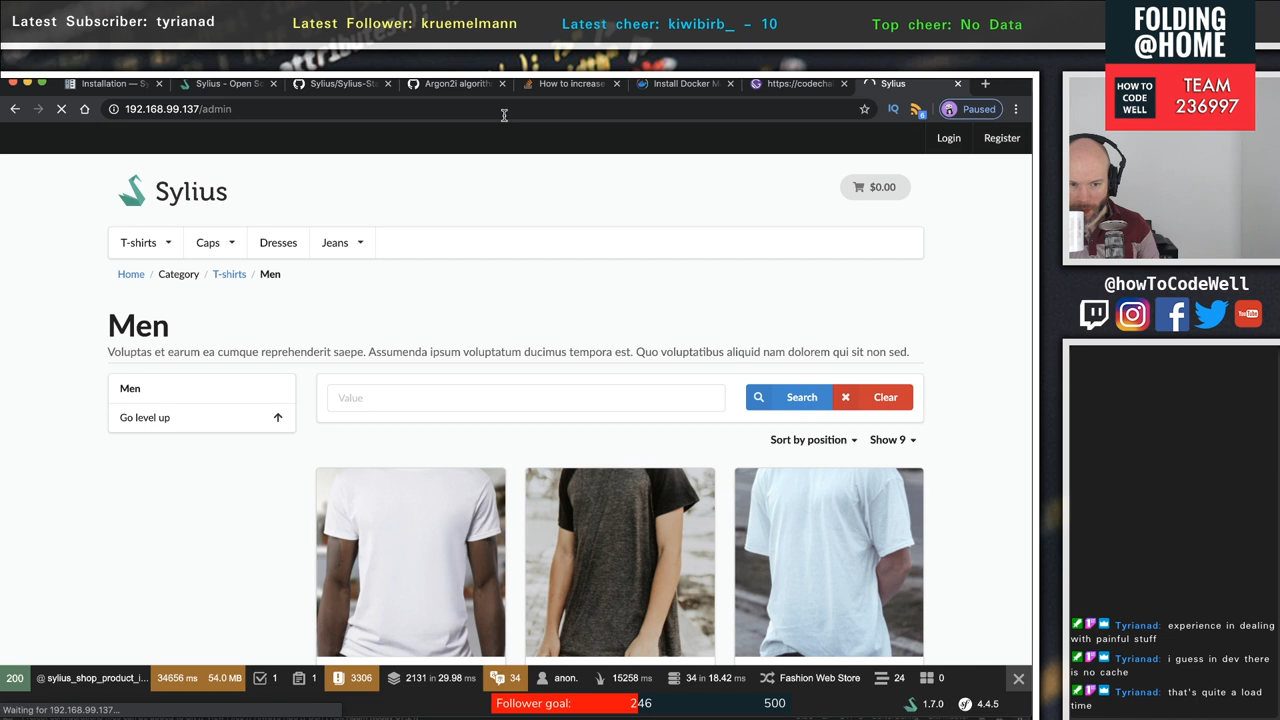 Latest Subscriber: tyrianad
Latest Follower: kruemelmann
Latest cheer: kiwibirb_ - 10
Top cheer: No Data
FOLDING
@HOME
HOW TO
CODE
WELL
TEAM
236997
Installation — Sy
Sylius - Open So
Sylius/Sylius-Sta
Argon2i algorith
How to increase
Install Docker M
https://codecha
Sylius
192.168.99.137/admin
Paused
Login
Register
Sylius
$0.00
T-shirts
Caps
Dresses
Jeans
Home / Category / T-shirts / Men
Men
Voluptas et earum ea cumque reprehenderit saepe. Assumenda ipsum voluptatum ducimus tempora est. Quo voluptatibus aliquid nam dolorem qui sit non sed.
Men
Go level up
Value
Search
Clear
Sort by position
Show 9
@howToCodeWell
Tyrianad: experience in dealing
with painful stuff
Tyrianad: i guess in dev there
is no cache
Tyrianad: that's quite a load
time
200 @ sylius_shop_product_i... 34656 ms 54.0 MB 1 1 3306 2131 in 29.98 ms 34 anon. 15258 ms 34 in 18.42 ms Fashion Web Store 24 0
Waiting for 192.168.99.137...
Follower goal: 246 500
1.7.0 sf 4.4.5